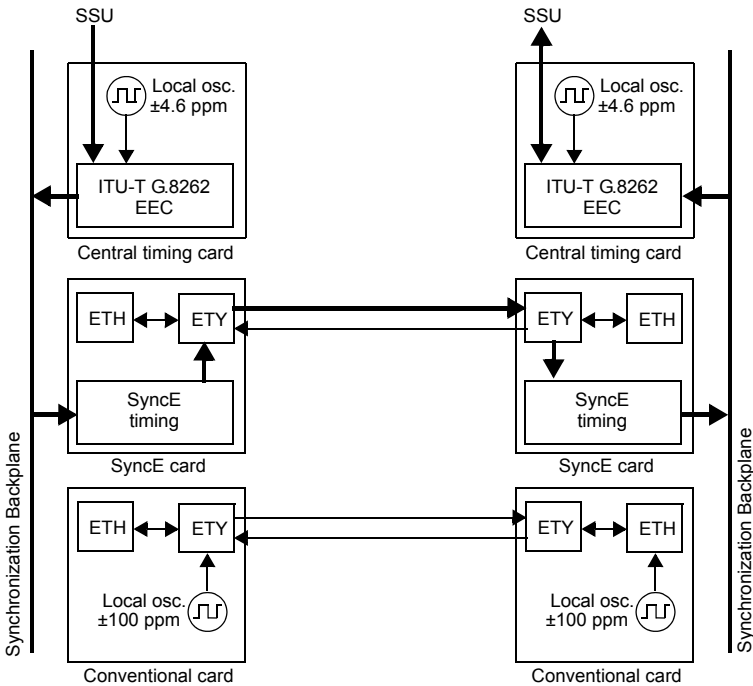 SSU
SSU
Local osc.
±4.6 ppm
ITU-T G.8262
EEC
Central timing card
Local osc.
±4.6 ppm
ITU-T G.8262
EEC
Central timing card
ETH
ETY
SyncE
timing
SyncE card
ETY
ETH
SyncE
timing
SyncE card
ETH
ETY
Local osc.
±100 ppm
Conventional card
ETY
ETH
Local osc.
±100 ppm
Conventional card
Synchronization Backplane
Synchronization Backplane